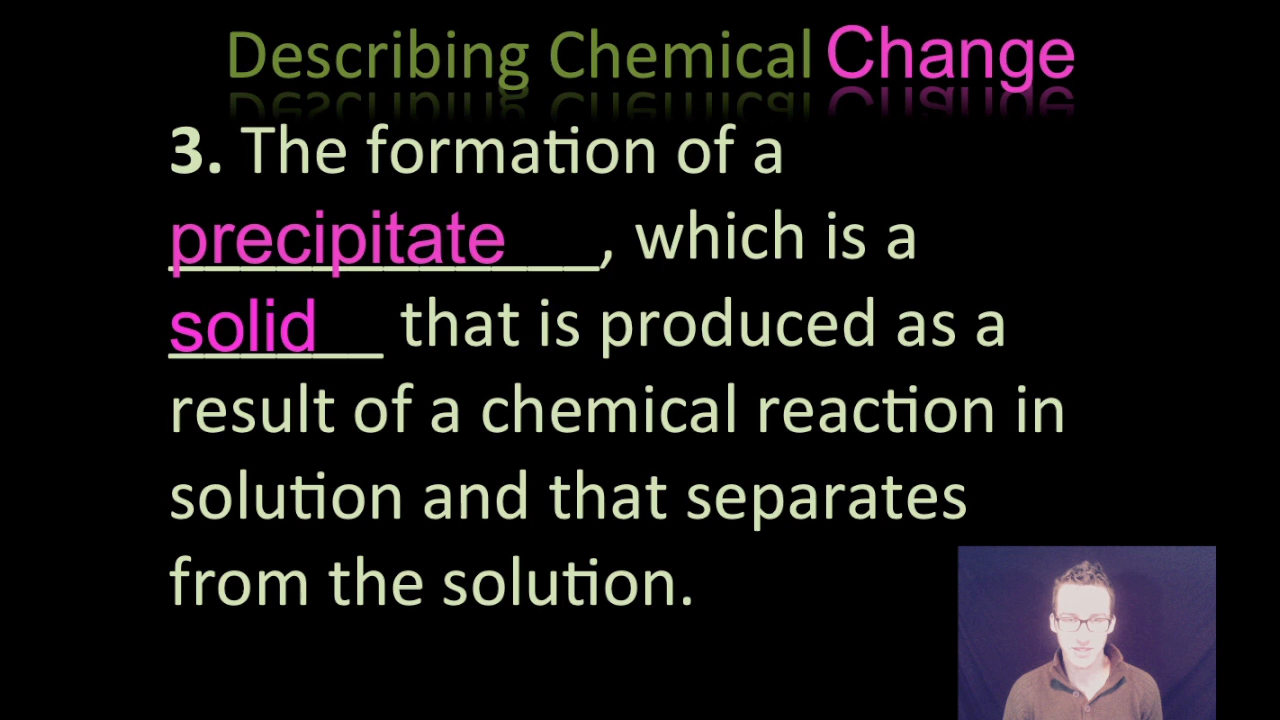 Describing Chemical Change
3. The formation of a
precipitate, which is a
solid that is produced as a
result of a chemical reaction in
solution and that separates
from the solution.